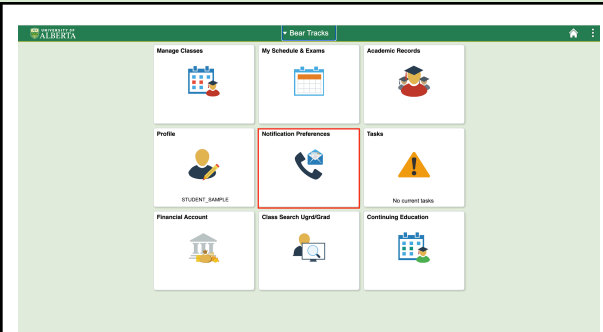 UNIVERSITY OF
ALBERTA
Bear Tracks
Manage Classes
My Schedule & Exams
Academic Records
Profile
STUDENT_SAMPLE
Notification Preferences
Tasks
No current tasks
Financial Account
Class Search Ugrd/Grad
Continuing Education